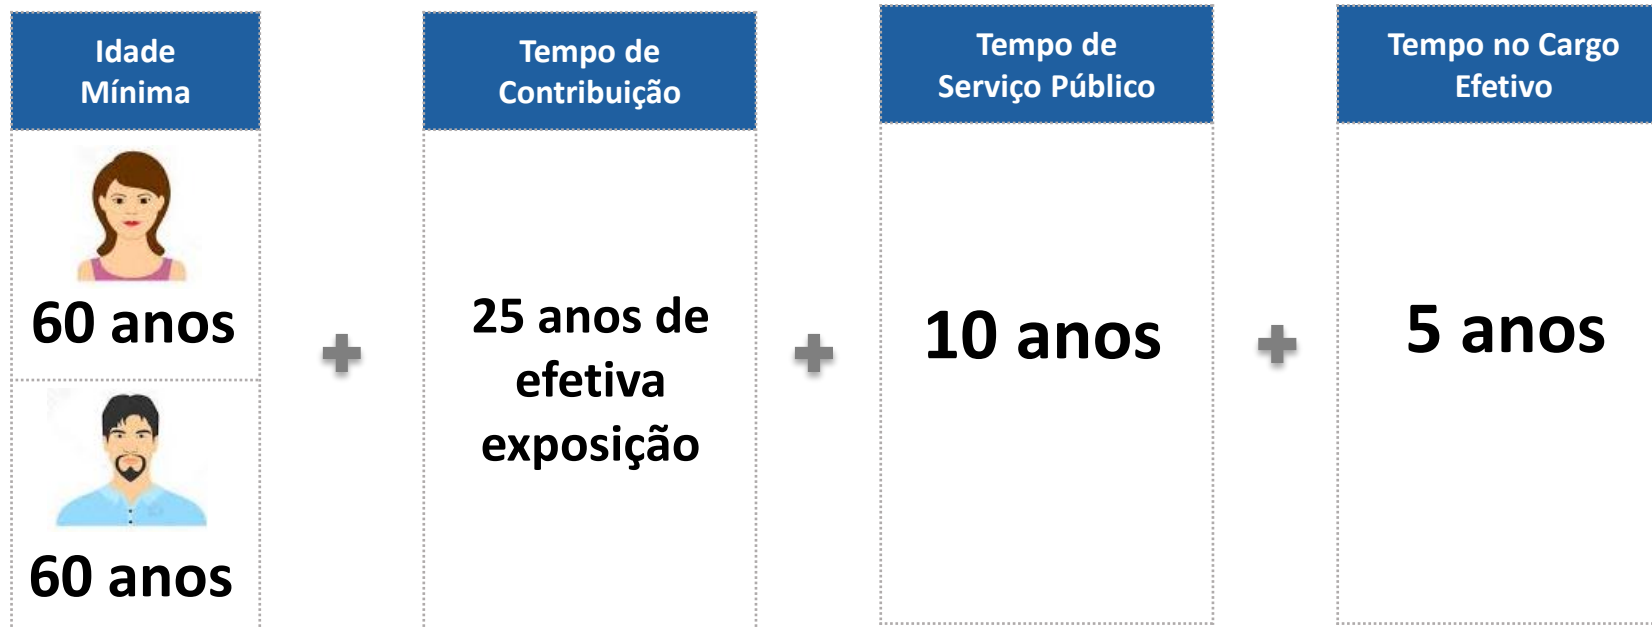 Idade
Mínima
60 anos
60 anos
Tempo de
Contribuição
25 anos de
efetiva
exposição
Tempo de
Serviço Público
10 anos
Tempo no Cargo
Efetivo
5 anos